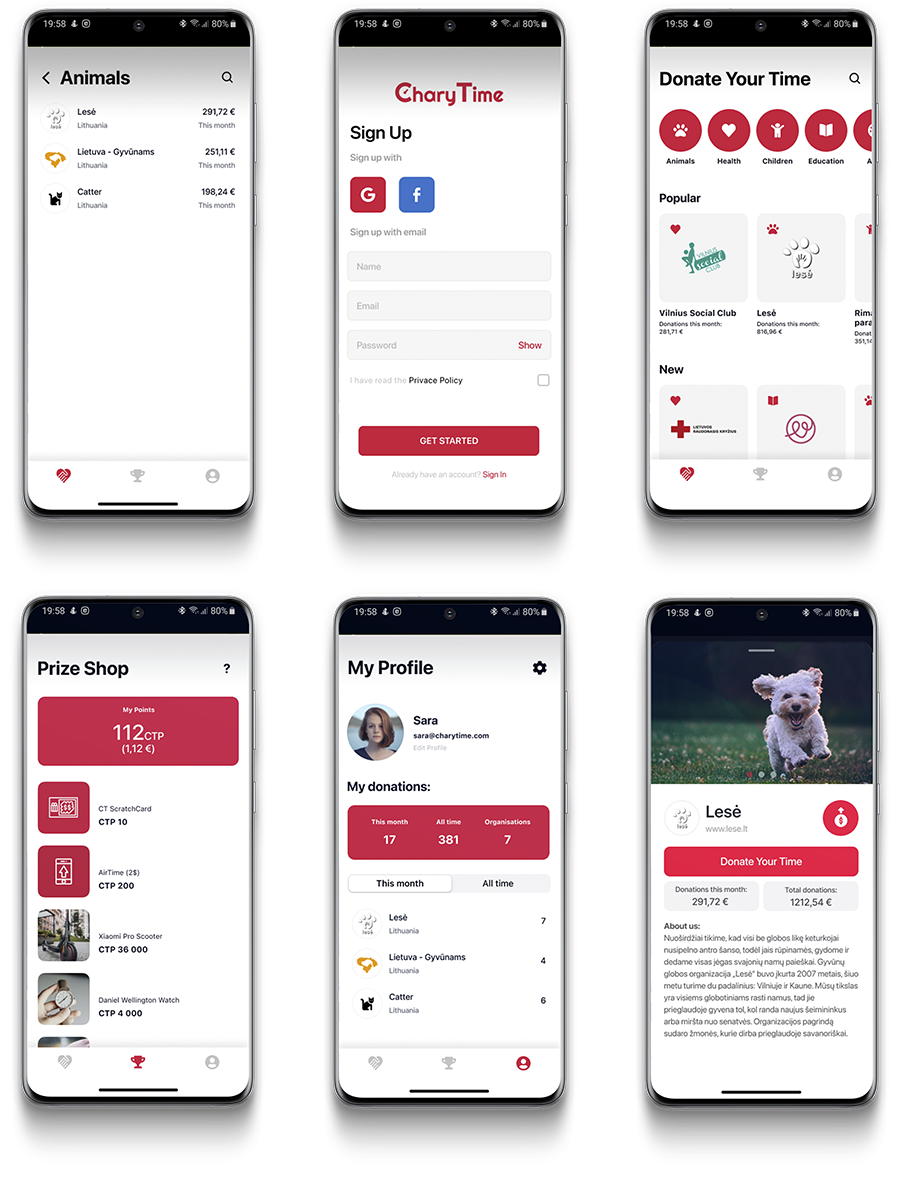 19:58 80%
Animals
Lesė
Lithuania
291,72 €
This month
Lietuva - Gyvūnams
Lithuania
251,11 €
This month
Catter
Lithuania
198,24 €
This month
19:58 80%
CharyTime
Sign Up
Sign up with
G f
Sign up with email
Name
Email
Password Show
I have read the Privace Policy
GET STARTED
Already have an account? Sign In
19:58 80%
Donate Your Time
Animals Health Children Education A
Popular
VILNIUS
social
CLUB
lesė
Vilnius Social Club
Donations this month:
281,71 €
Lesė
Donations this month:
816,96 €
Rima
para
Donat
351,14
New
LIETUVOS
RAUDONASIS KRYŽIUS
19:58 80%
Prize Shop ?
My Points
112CTP
(1,12 €)
CT ScratchCard
CTP 10
AirTime (2$)
CTP 200
Xiaomi Pro Scooter
CTP 36 000
Daniel Wellington Watch
CTP 4 000
19:58 80%
My Profile
Sara
sara@charytime.com
Edit Profile
My donations:
This month All time Organisations
17 381 7
This month All time
Lesė
Lithuania
7
Lietuva - Gyvūnams
Lithuania
4
Catter
Lithuania
6
19:58 80%
lesė
Lesė
www.lese.lt
Donate Your Time
Donations this month:
291,72 €
Total donations:
1212,54 €
About us:
Nuoširdžiai tikime, kad visi be globos likę keturkojai
nusipelno antro šanso, todėl jais rūpinamės, gydome ir
dedame visas jėgas svajonių namų paieškai. Gyvūnų
globos organizacija „Lesė" buvo įkurta 2007 metais, šiuo
metu turime du padalinius: Vilniuje ir Kaune. Mūsų tikslas
yra visiems globotiniams rasti namus, tad jie
prieglaudoje gyvena tol, kol randa naujus šeimininkus
arba miršta nuo senatvės. Organizacijos pagrindą
sudaro žmonės, kurie dirba prieglaudoje savanoriškai.